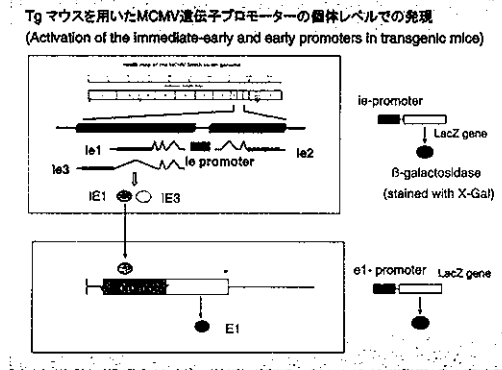 Tg マウスを用いたMCMV遺伝子プロモーターの個体レベルでの発現
(Activation of the immediate-early and early promoters in transgenic mice)
ie-promoter
LacZ gene
Ie1
Ie promoter
Ie2
Ie3
IE1
IE3
β-galactosidase
(stained with X-Gal)
e1- promoter
LacZ gene
E1